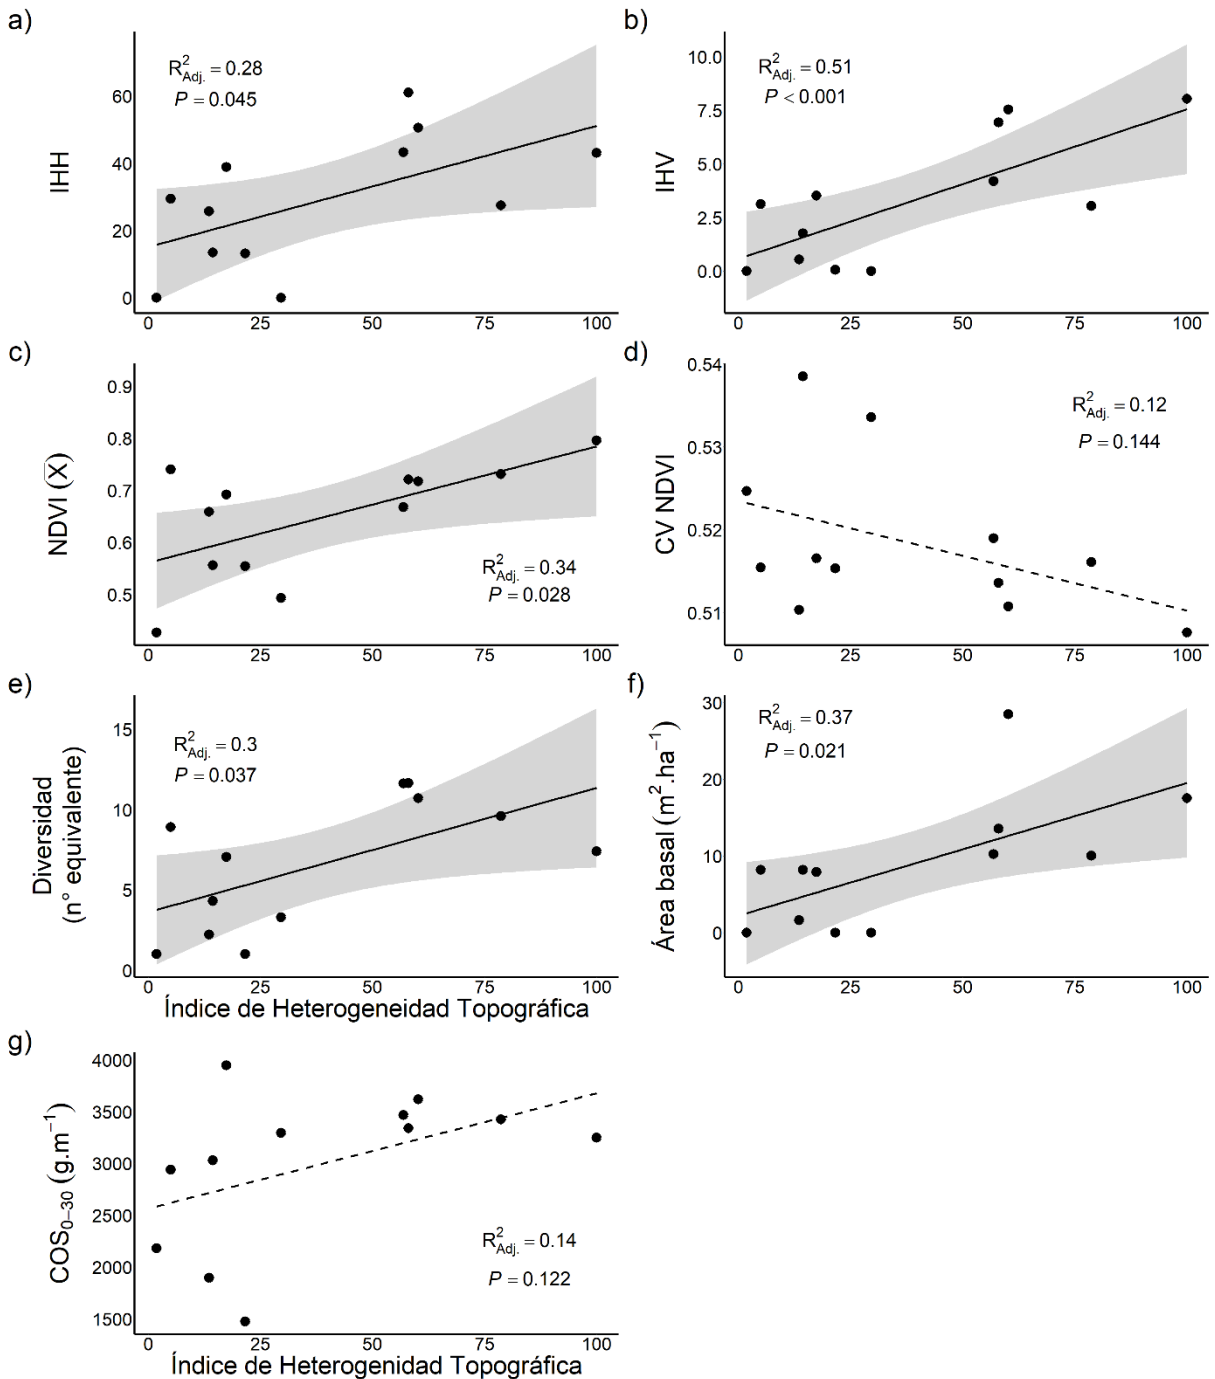 a)
R²Adj. = 0.28
P = 0.045
IHH
60
40
20
0
0 25 50 75 100
b)
R²Adj. = 0.51
P < 0.001
IHV
10.0
7.5
5.0
2.5
0.0
0 25 50 75 100
c)
R²Adj. = 0.34
P = 0.028
NDVI (X̅)
0.9
0.8
0.7
0.6
0.5
0 25 50 75 100
d)
R²Adj. = 0.12
P = 0.144
CV NDVI
0.54
0.53
0.52
0.51
0 25 50 75 100
e)
R²Adj. = 0.3
P = 0.037
Diversidad
(n° equivalente)
15
10
5
0
0 25 50 75 100
Índice de Heterogeneidad Topográfica
f)
R²Adj. = 0.37
P = 0.021
Área basal (m².ha⁻¹)
30
20
10
0
0 25 50 75 100
g)
R²Adj. = 0.14
P = 0.122
COS₀₋₃₀ (g.m⁻¹)
4000
3500
3000
2500
2000
1500
0 25 50 75 100
Índice de Heterogenidad Topográfica